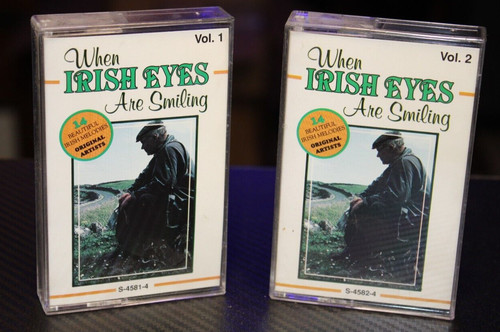 Vol. 1
When
IRISH EYES
Are Smiling
14
BEAUTIFUL
IRISH MELODIES
ORIGINAL
ARTISTS
S-4581-4
Vol. 2
When
IRISH EYES
Are Smiling
14
BEAUTIFUL
IRISH MELODIES
ORIGINAL
ARTISTS
S-4582-4